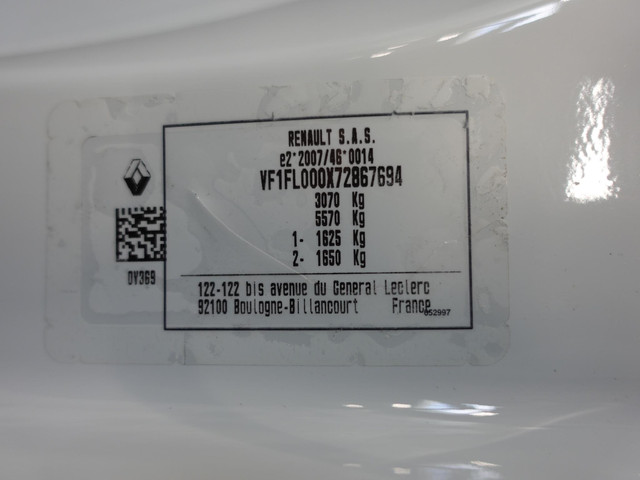 RENAULT S.A.S.
e2*2007/46*0014
VF1FL000X72867694
3070 Kg
5570 Kg
1- 1625 Kg
2- 1650 Kg
DV369
122-122 bis avenue du General Leclerc
92100 Boulogne-Billancourt France
652997